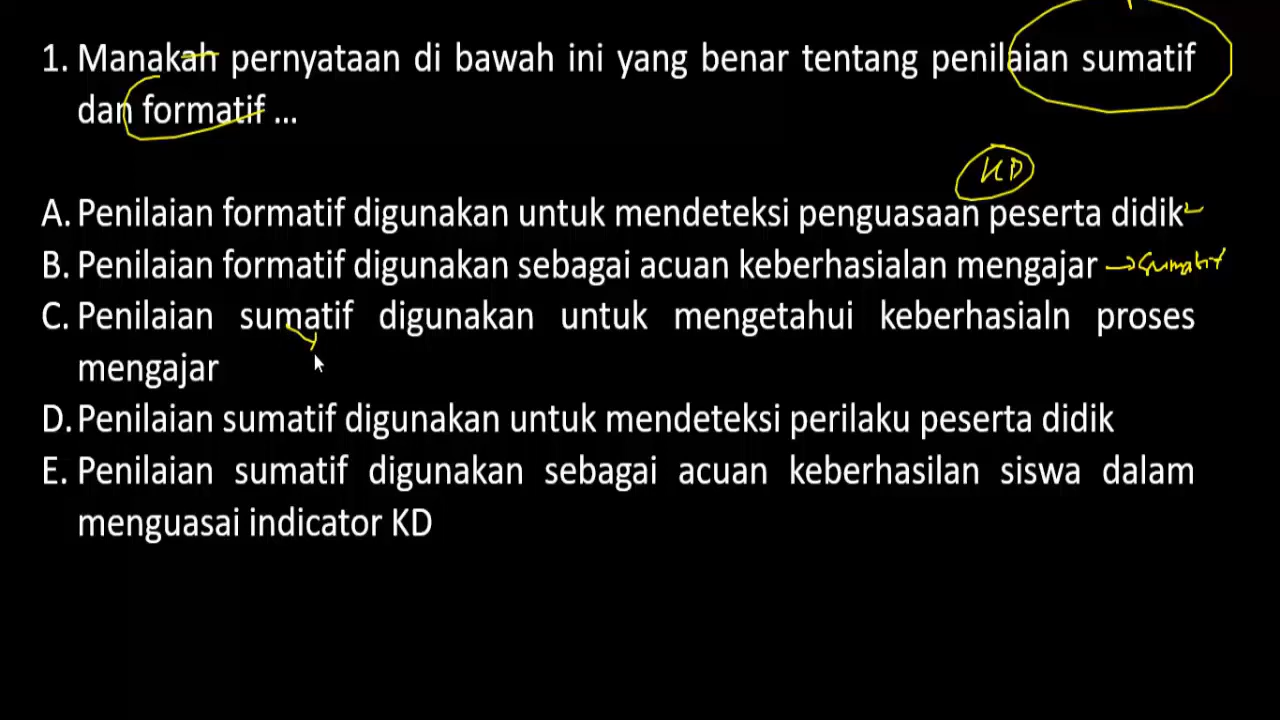 1. Manakah pernyataan di bawah ini yang benar tentang penilaian sumatif
dan formatif ...
KD
A. Penilaian formatif digunakan untuk mendeteksi penguasaan peserta didik
B. Penilaian formatif digunakan sebagai acuan keberhasialan mengajar → Sumatif
C. Penilaian sumatif digunakan untuk mengetahui keberhasialn proses
mengajar
D. Penilaian sumatif digunakan untuk mendeteksi perilaku peserta didik
E. Penilaian sumatif digunakan sebagai acuan keberhasilan siswa dalam
menguasai indicator KD